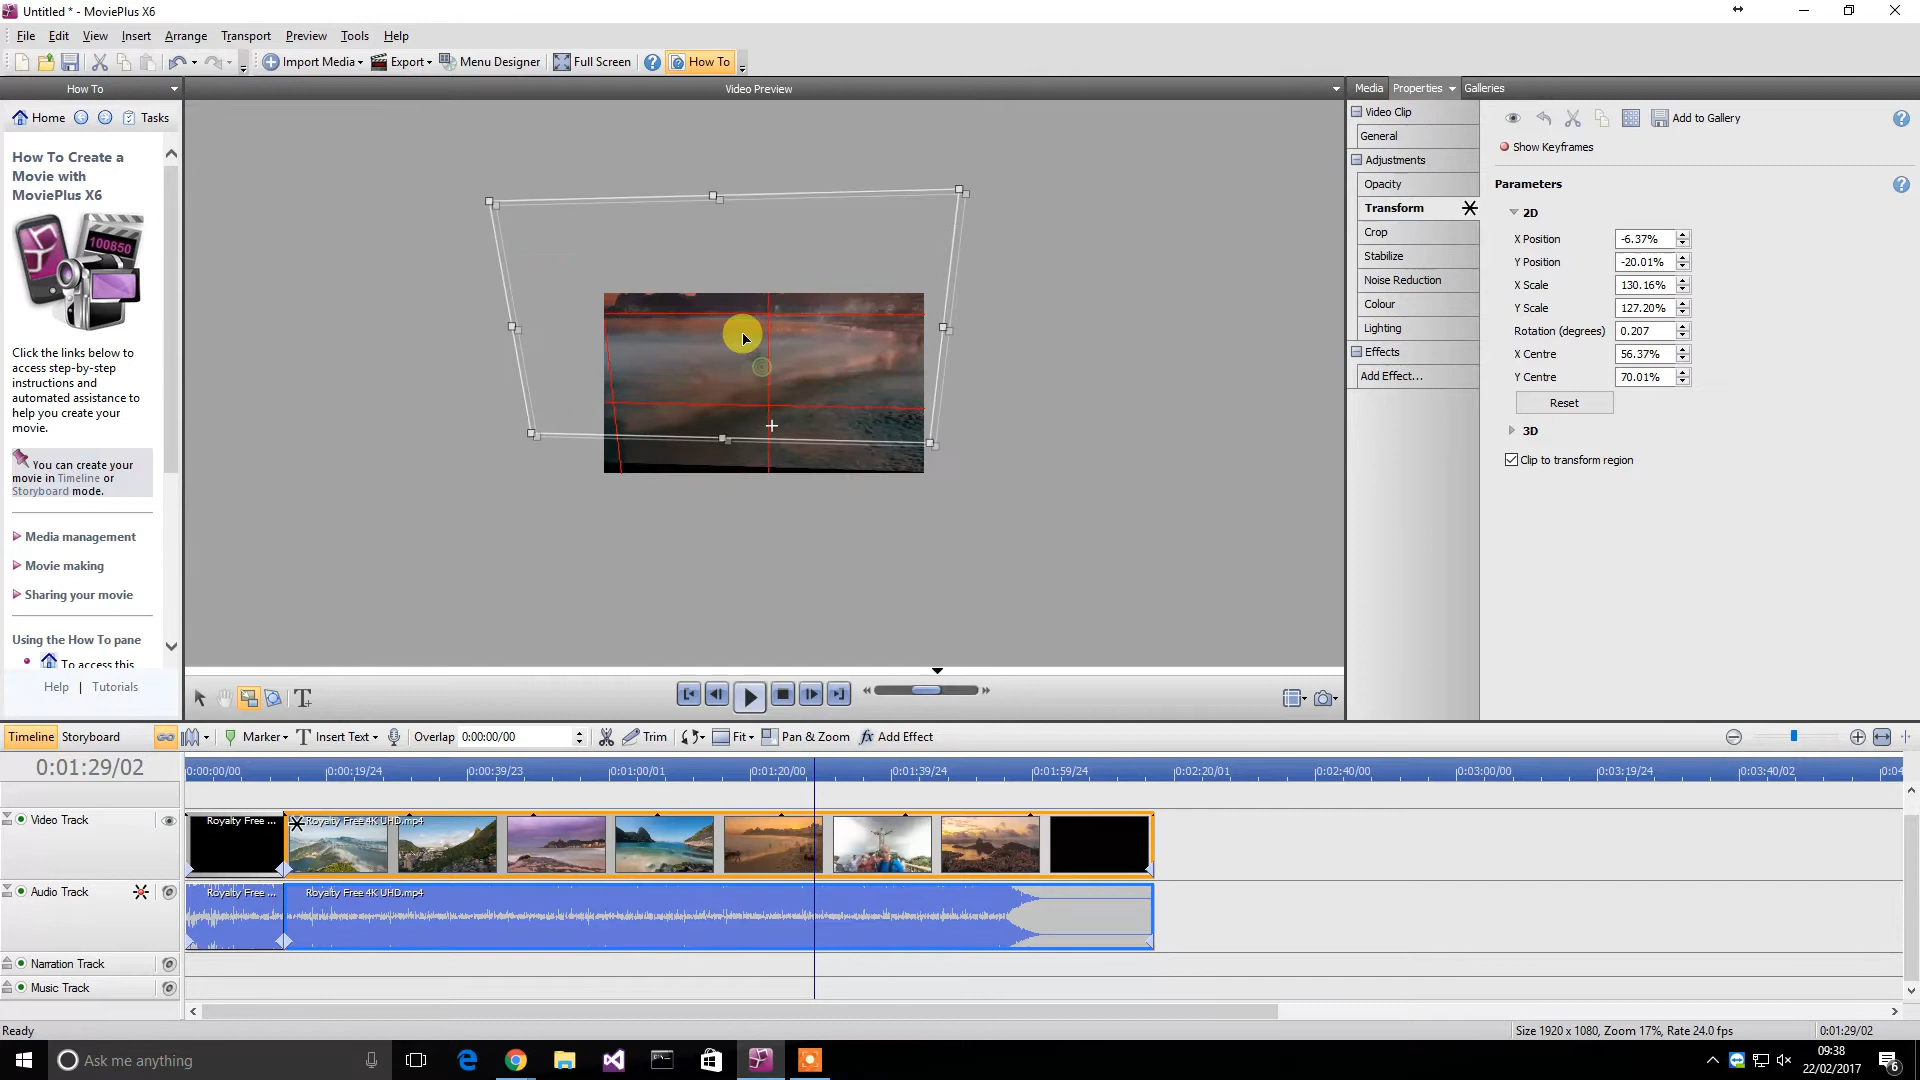 Untitled * - MoviePlus X6
File Edit View Insert Arrange Transport Preview Tools Help
Import Media Export Menu Designer Full Screen How To
How To
Home Tasks
How To Create a
Movie with
MoviePlus X6
100850
Click the links below to
access step-by-step
instructions and
automated assistance to
help you create your
movie.
You can create your
movie in Timeline or
Storyboard mode.
Media management
Movie making
Sharing your movie
Using the How To pane
To access this
Help | Tutorials
Video Preview
Media Properties Galleries
Video Clip
General
Adjustments
Opacity
Transform
Crop
Stabilize
Noise Reduction
Colour
Lighting
Effects
Add Effect...
Add to Gallery
Show Keyframes
Parameters
2D
X Position -6.37%
Y Position -20.01%
X Scale 130.16%
Y Scale 127.20%
Rotation (degrees) 0.207
X Centre 56.37%
Y Centre 70.01%
Reset
3D
Clip to transform region
Timeline Storyboard Marker Insert Text Overlap 0:00:00/00 Trim Fit Pan & Zoom Add Effect
0:01:29/02
0:00:00/00 0:00:19/24 0:00:39/23 0:01:00/01 0:01:20/00 0:01:39/24 0:01:59/24 0:02:20/01 0:02:40/00 0:03:00/00 0:03:19/24 0:03:40/02 0:04
Video Track
Royalty Free ... Royalty Free 4K UHD.mp4
Audio Track
Royalty Free ... Royalty Free 4K UHD.mp4
Narration Track
Music Track
Ready
Size 1920 x 1080, Zoom 17%, Rate 24.0 fps 0:01:29/02
Ask me anything
09:38
22/02/2017
6